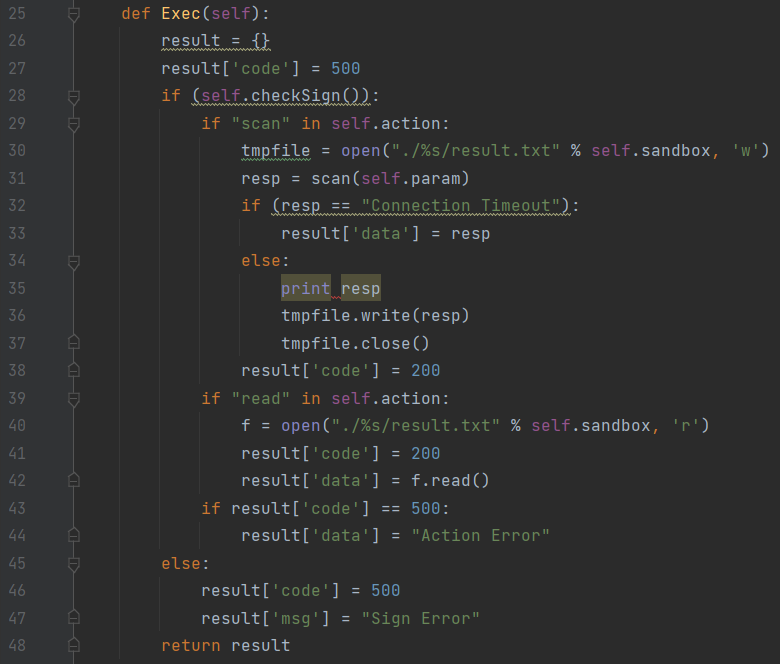 25 def Exec(self):
26 result = {}
27 result['code'] = 500
28 if (self.checkSign()):
29 if "scan" in self.action:
30 tmpfile = open("./%s/result.txt" % self.sandbox, 'w')
31 resp = scan(self.param)
32 if (resp == "Connection Timeout"):
33 result['data'] = resp
34 else:
35 print resp
36 tmpfile.write(resp)
37 tmpfile.close()
38 result['code'] = 200
39 if "read" in self.action:
40 f = open("./%s/result.txt" % self.sandbox, 'r')
41 result['code'] = 200
42 result['data'] = f.read()
43 if result['code'] == 500:
44 result['data'] = "Action Error"
45 else:
46 result['code'] = 500
47 result['msg'] = "Sign Error"
48 return result